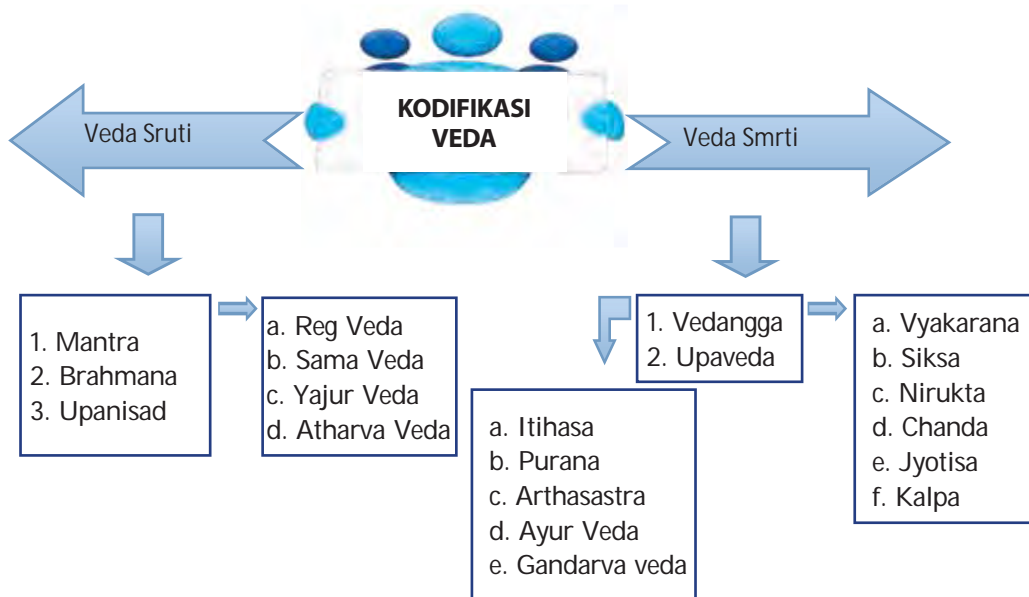 KODIFIKASI
VEDA
Veda Sruti
Veda Smrti
1. Mantra
2. Brahmana
3. Upanisad
a. Reg Veda
b. Sama Veda
c. Yajur Veda
d. Atharva Veda
1. Vedangga
2. Upaveda
a. Itihasa
b. Purana
c. Arthasastra
d. Ayur Veda
e. Gandarva veda
a. Vyakarana
b. Siksa
c. Nirukta
d. Chanda
e. Jyotisa
f. Kalpa